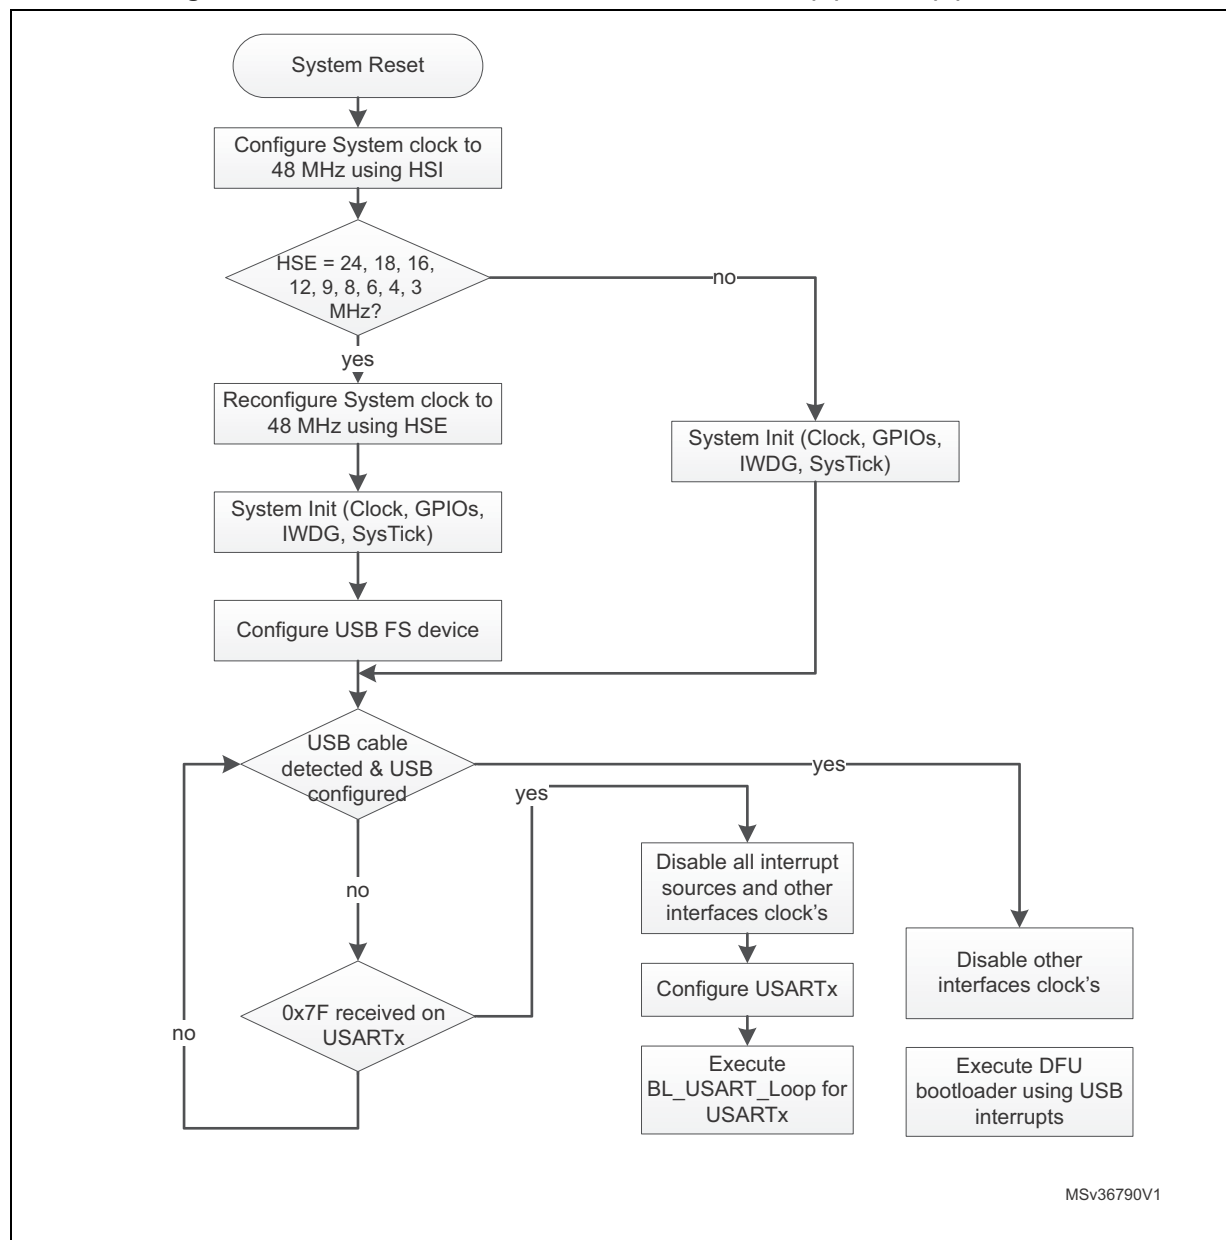 System Reset
Configure System clock to
48 MHz using HSI
HSE = 24, 18, 16,
12, 9, 8, 6, 4, 3
MHz?
no
yes
Reconfigure System clock to
48 MHz using HSE
System Init (Clock, GPIOs,
IWDG, SysTick)
System Init (Clock, GPIOs,
IWDG, SysTick)
Configure USB FS device
USB cable
detected & USB
configured
yes
yes
no
Disable all interrupt
sources and other
interfaces clock's
Disable other
interfaces clock's
Configure USARTx
0x7F received on
USARTx
no
Execute
BL_USART_Loop for
USARTx
Execute DFU
bootloader using USB
interrupts
MSv36790V1